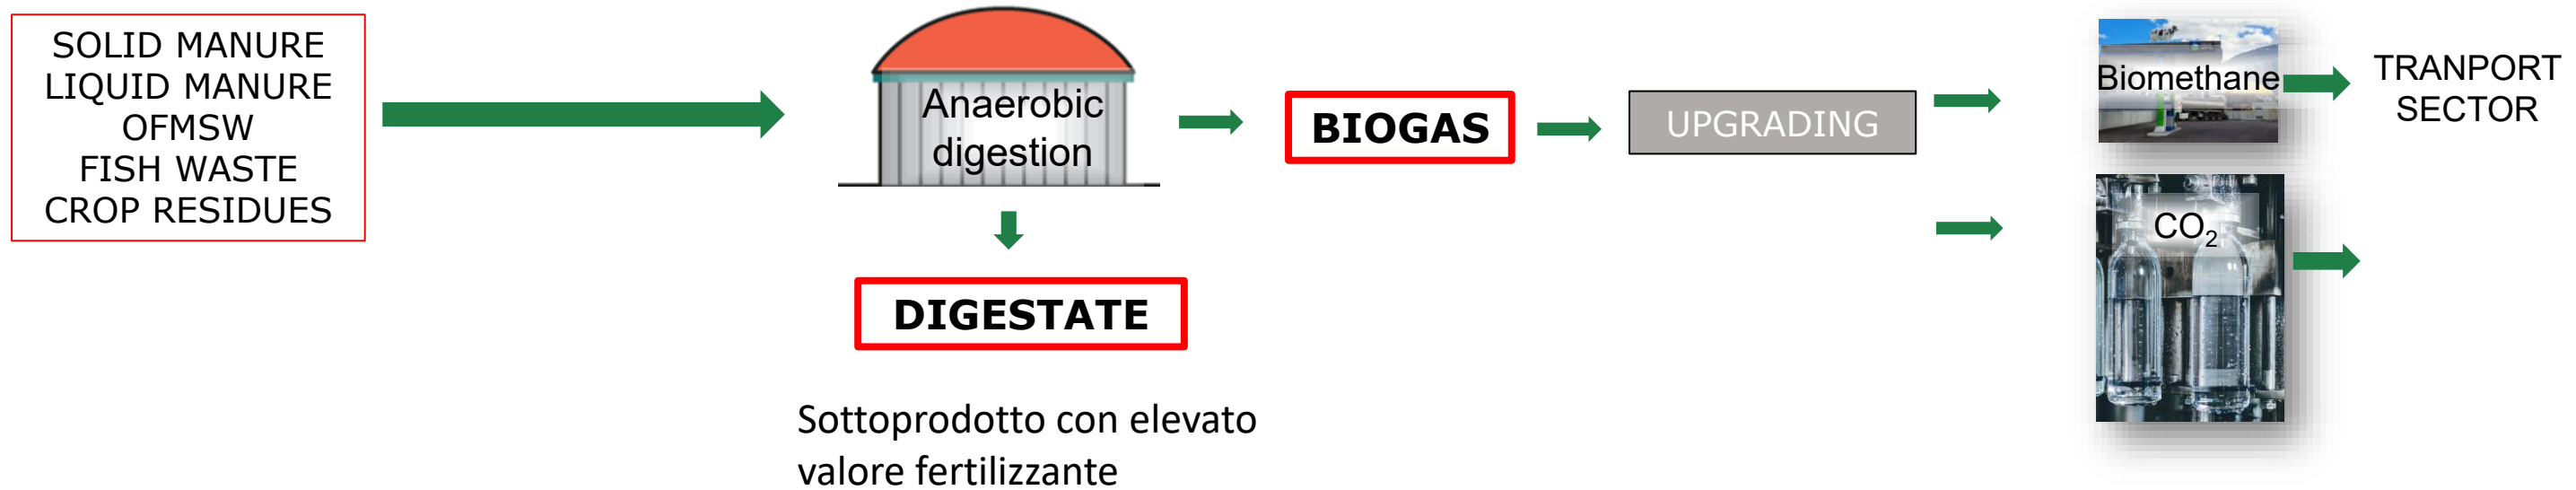 SOLID MANURE
LIQUID MANURE
OFMSW
FISH WASTE
CROP RESIDUES
Anaerobic
digestion
BIOGAS
UPGRADING
Biomethane
TRANPORT
SECTOR
CO₂
DIGESTATE
Sottoprodotto con elevato
valore fertilizzante